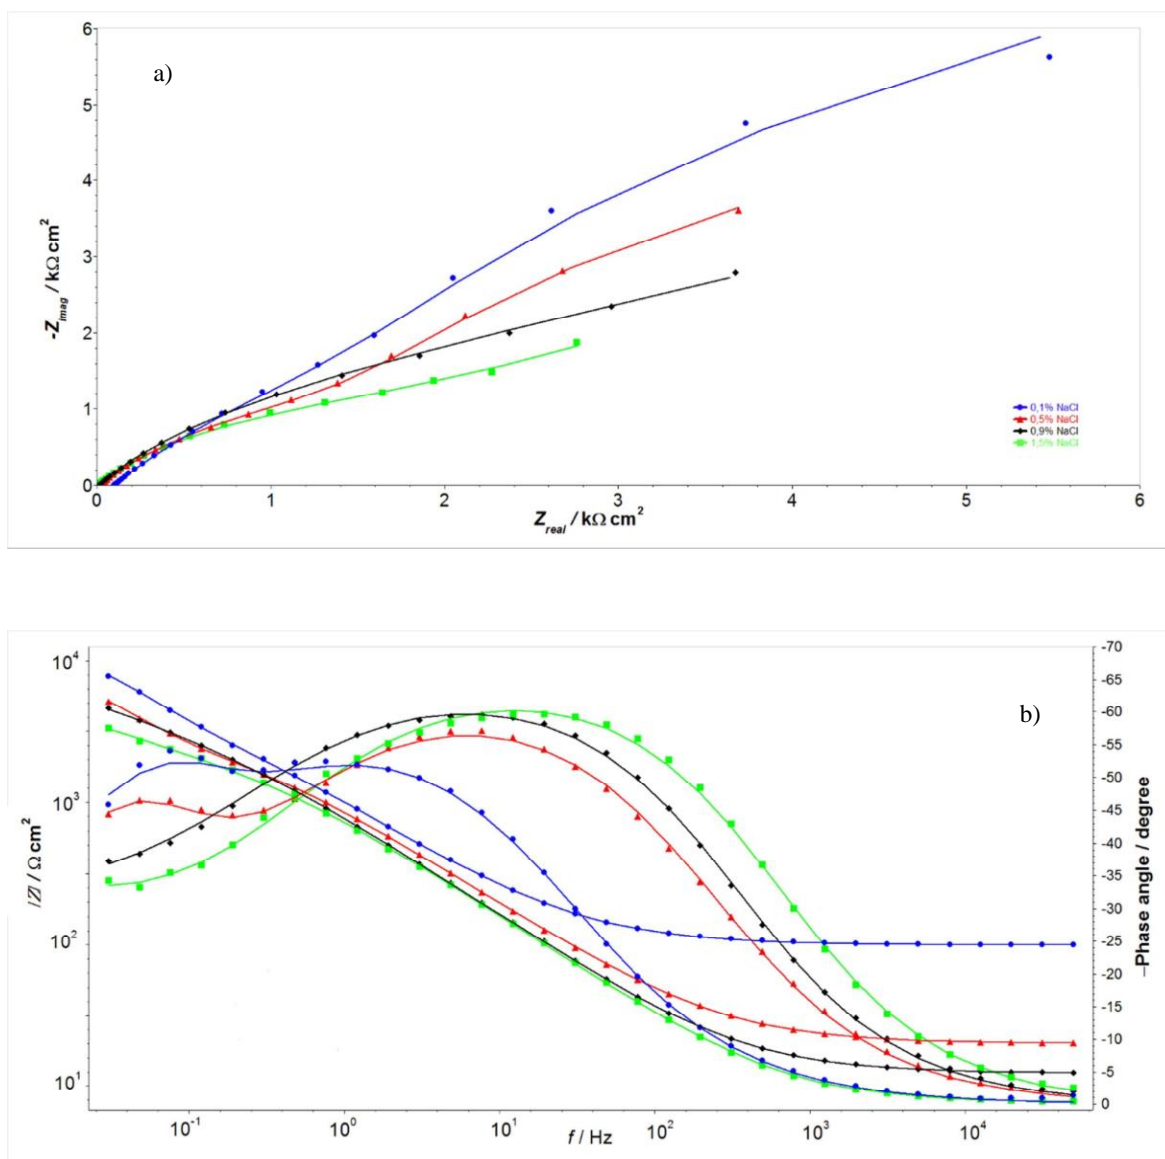 a)
6
5
4
3
2
1
0
-Z_imag / kΩ cm²
0 1 2 3 4 5 6
Z_real / kΩ cm²
0,1% NaCl
0,5% NaCl
0,9% NaCl
1,5% NaCl
b)
10⁴
10³
10²
10¹
/Z/ / Ω cm²
10⁻¹ 10⁰ 10¹ 10² 10³ 10⁴
f / Hz
-70
-65
-60
-55
-50
-45
-40
-35
-30
-25
-20
-15
-10
-5
0
–Phase angle / degree